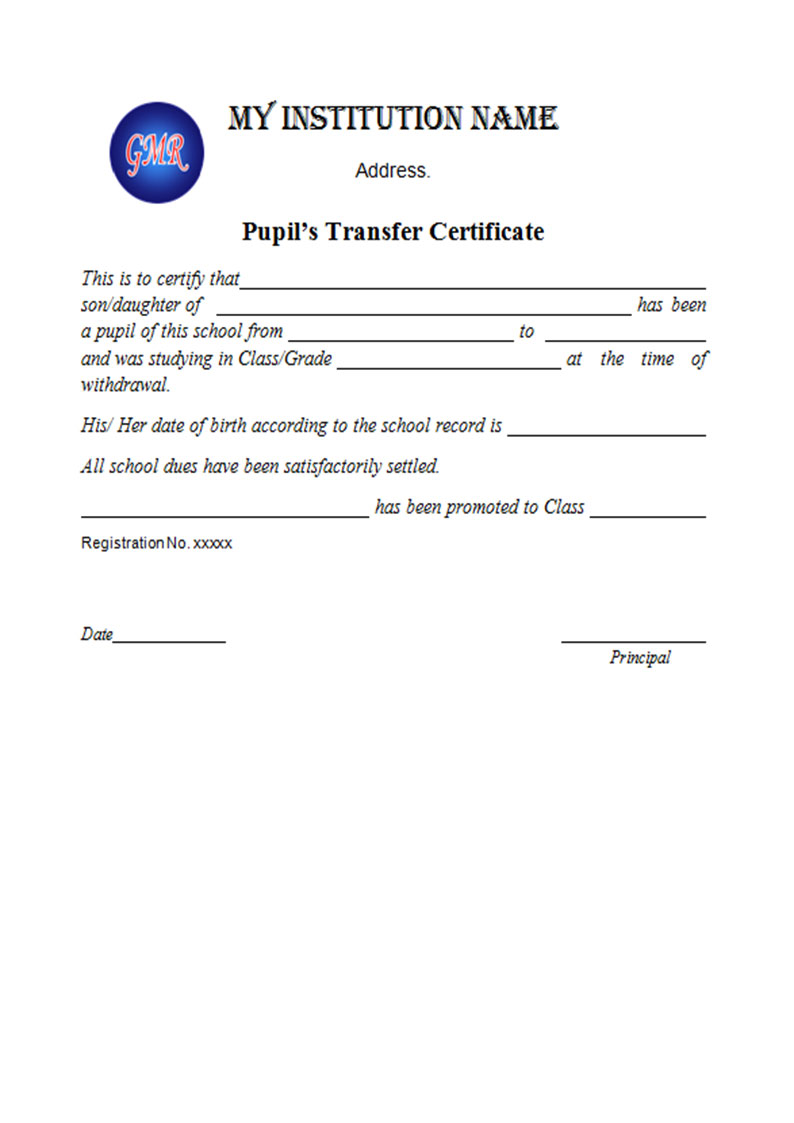 GMR
MY INSTITUTION NAME
Address.
Pupil’s Transfer Certificate
This is to certify that
son/daughter of has been
a pupil of this school from to
and was studying in Class/Grade at the time of
withdrawal.
His/ Her date of birth according to the school record is
All school dues have been satisfactorily settled.
has been promoted to Class
Registration No. xxxxx
Date
Principal